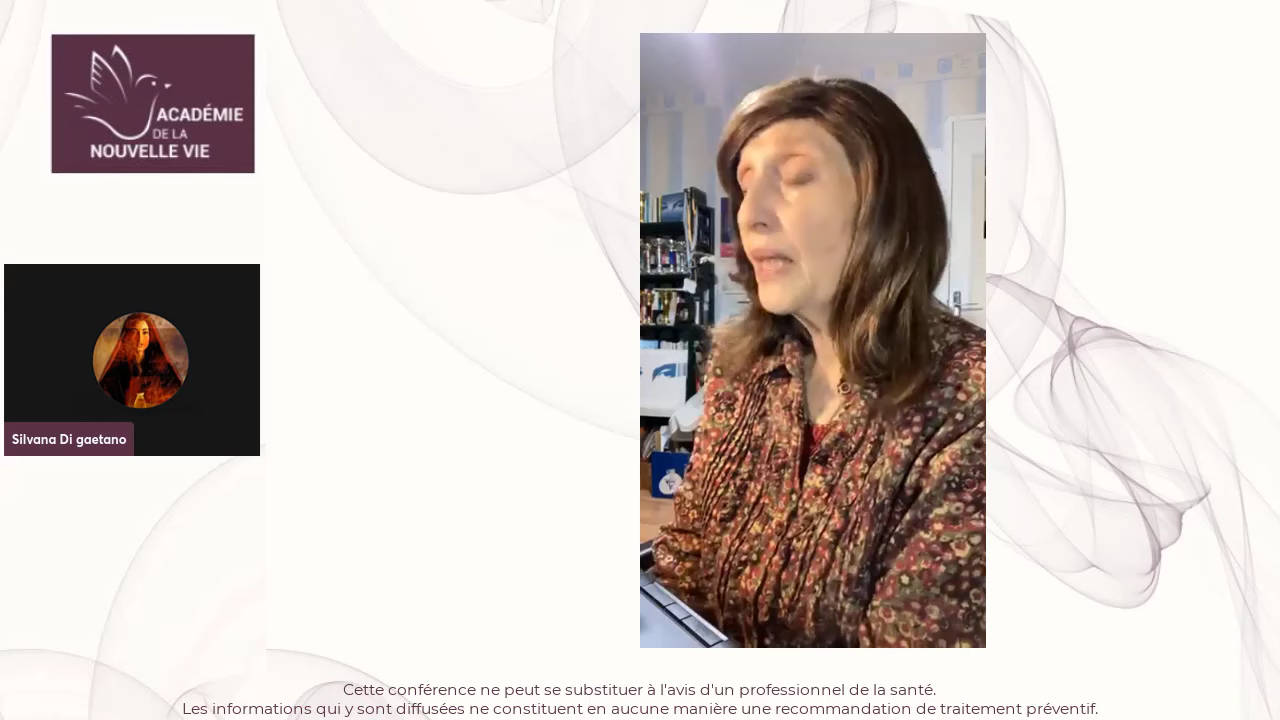 ACADÉMIE
DE LA
NOUVELLE VIE
Silvana Di gaetano
Cette conférence ne peut se substituer à l'avis d'un professionnel de la santé.
Les informations qui y sont diffusées ne constituent en aucune manière une recommandation de traitement préventif.